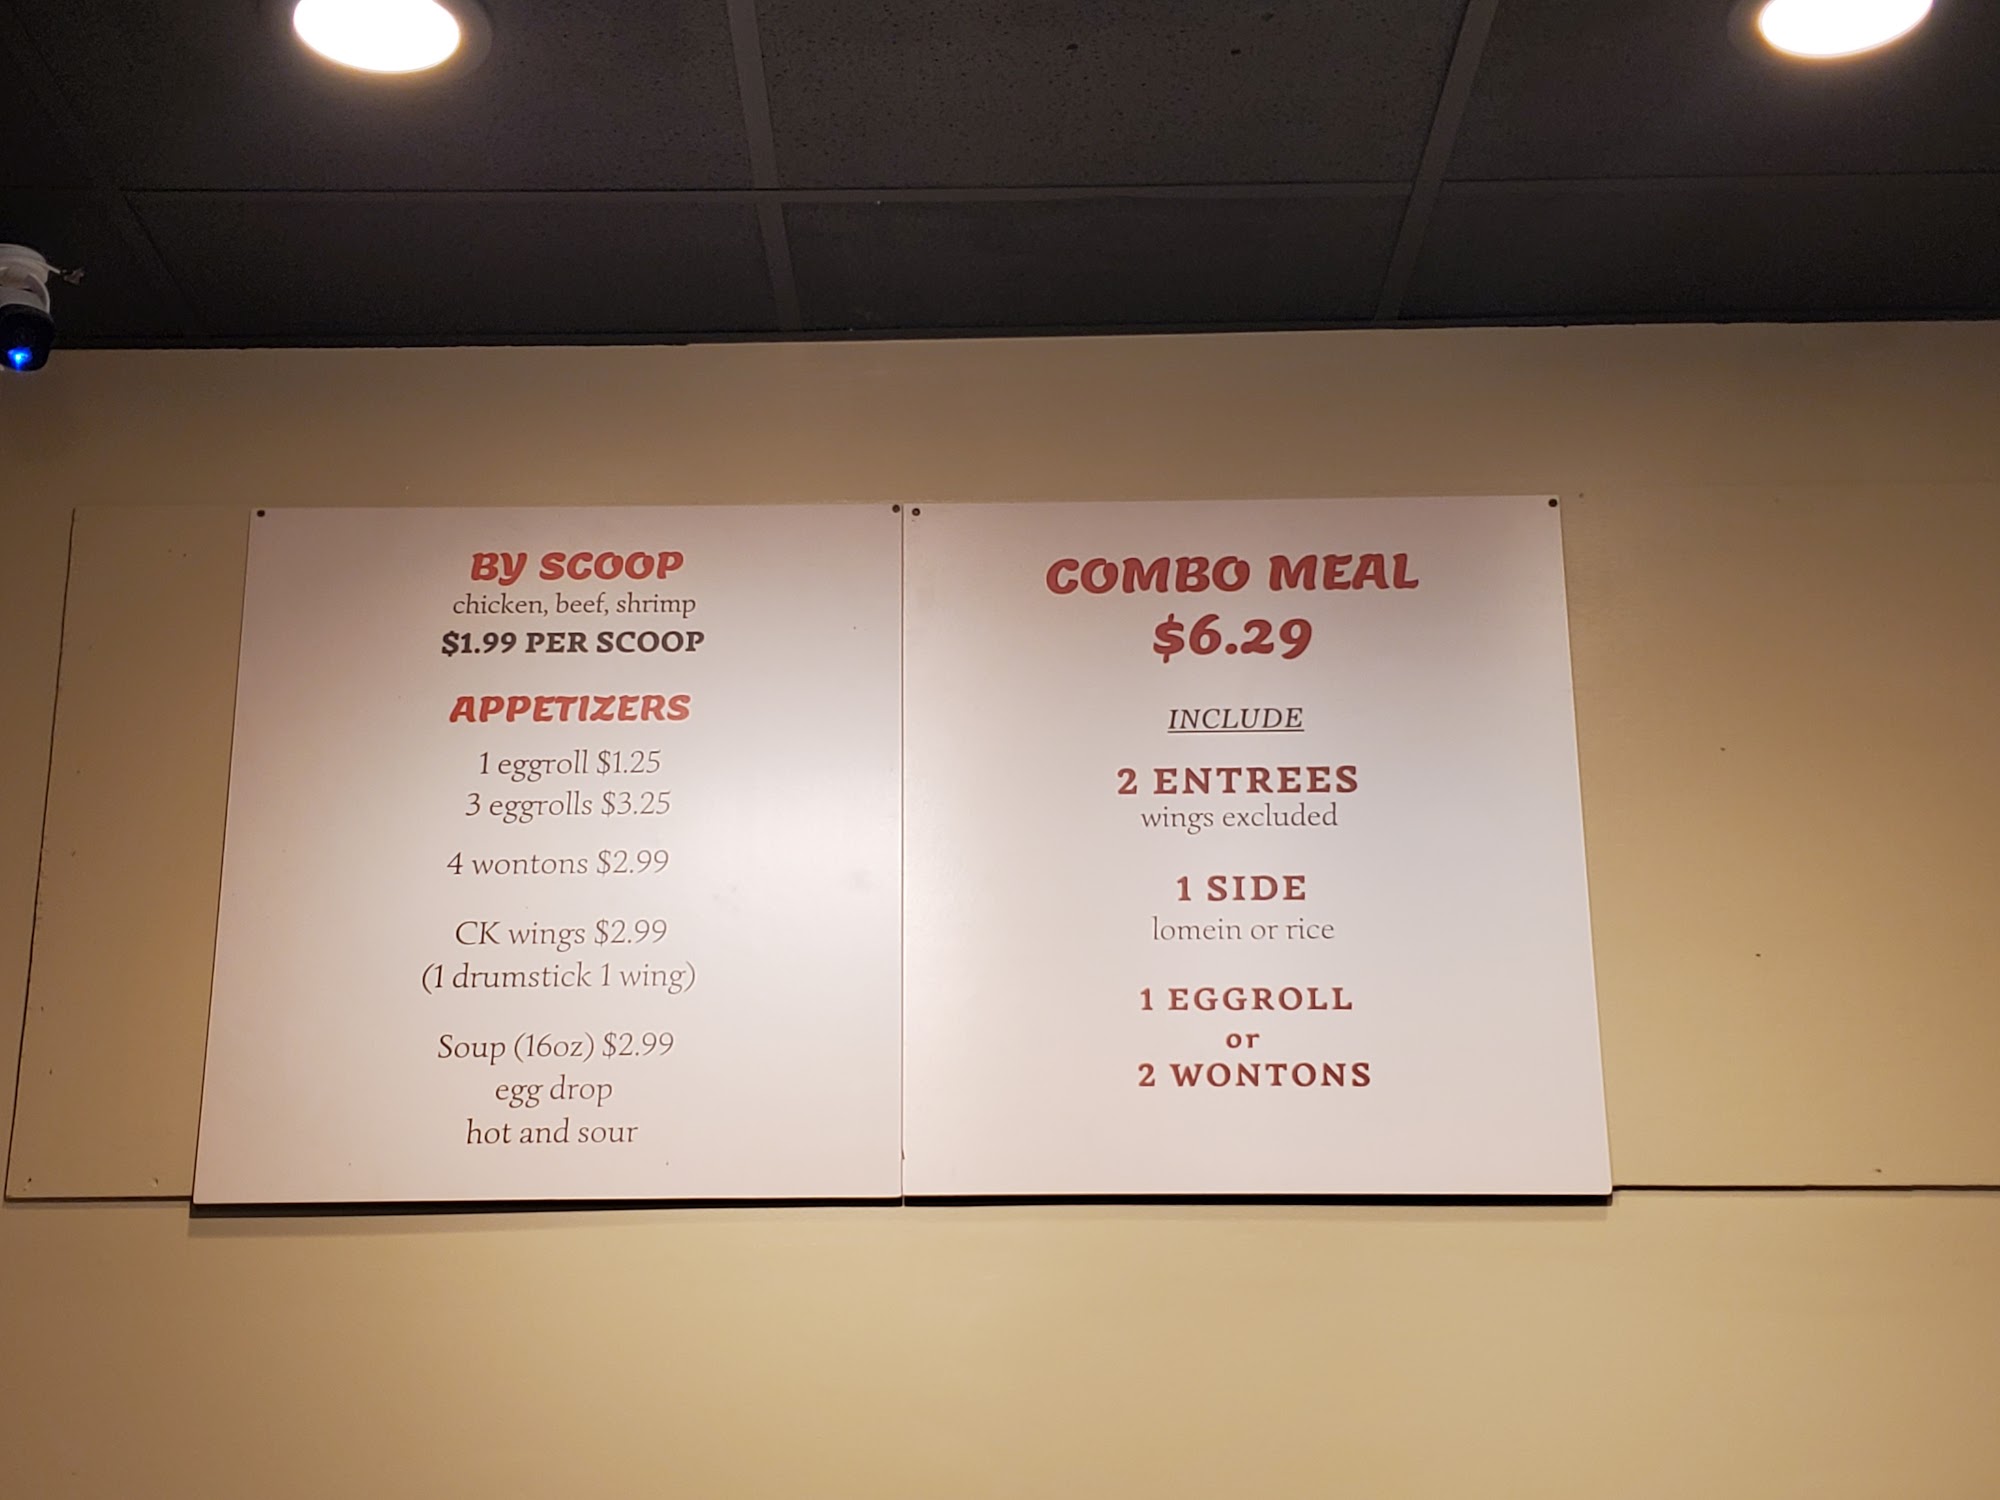 BY SCOOP
chicken, beef, shrimp
$1.99 PER SCOOP
APPETIZERS
1 eggroll $1.25
3 eggrolls $3.25
4 wontons $2.99
CK wings $2.99
(1 drumstick 1 wing)
Soup (16oz) $2.99
egg drop
hot and sour
COMBO MEAL
$6.29
INCLUDE
2 ENTREES
wings excluded
1 SIDE
lomein or rice
1 EGGROLL
or
2 WONTONS